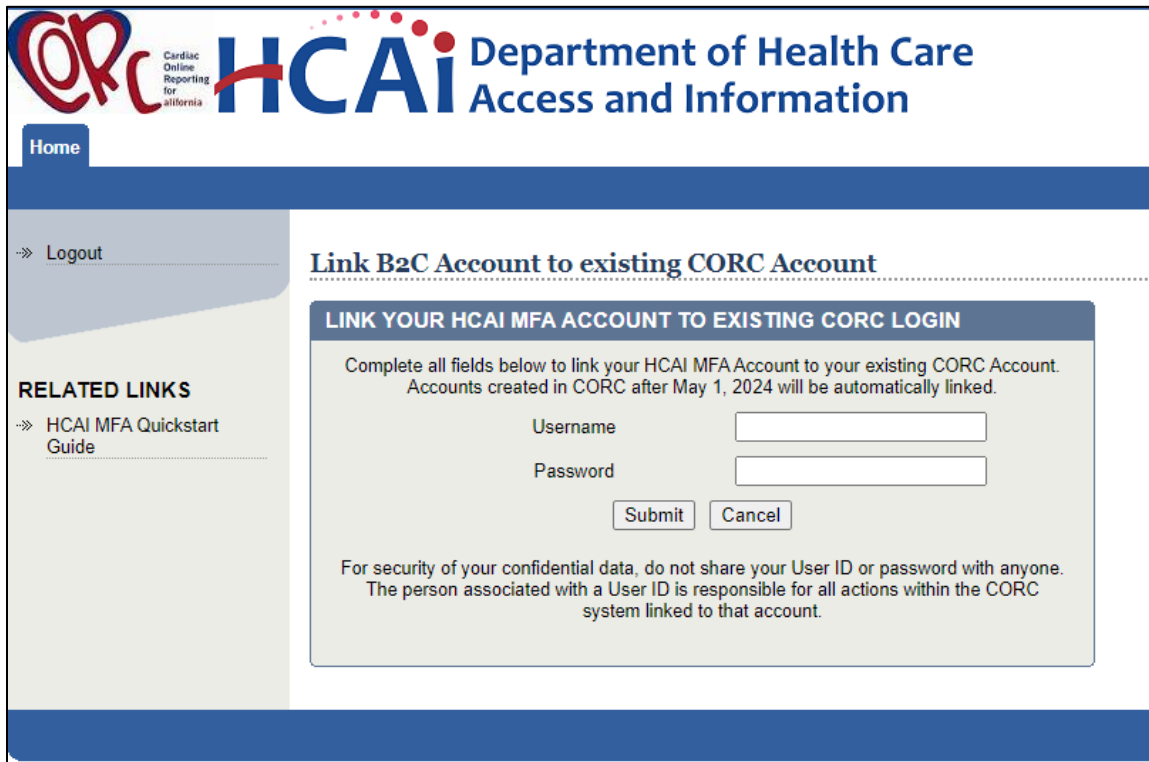 CORC
Cardiac
Online
Reporting
for
alifornia
HCAi
Department of Health Care
Access and Information
Home
Logout
RELATED LINKS
HCAI MFA Quickstart
Guide
Link B2C Account to existing CORC Account
LINK YOUR HCAI MFA ACCOUNT TO EXISTING CORC LOGIN
Complete all fields below to link your HCAI MFA Account to your existing CORC Account.
Accounts created in CORC after May 1, 2024 will be automatically linked.
Username
Password
Submit Cancel
For security of your confidential data, do not share your User ID or password with anyone.
The person associated with a User ID is responsible for all actions within the CORC
system linked to that account.